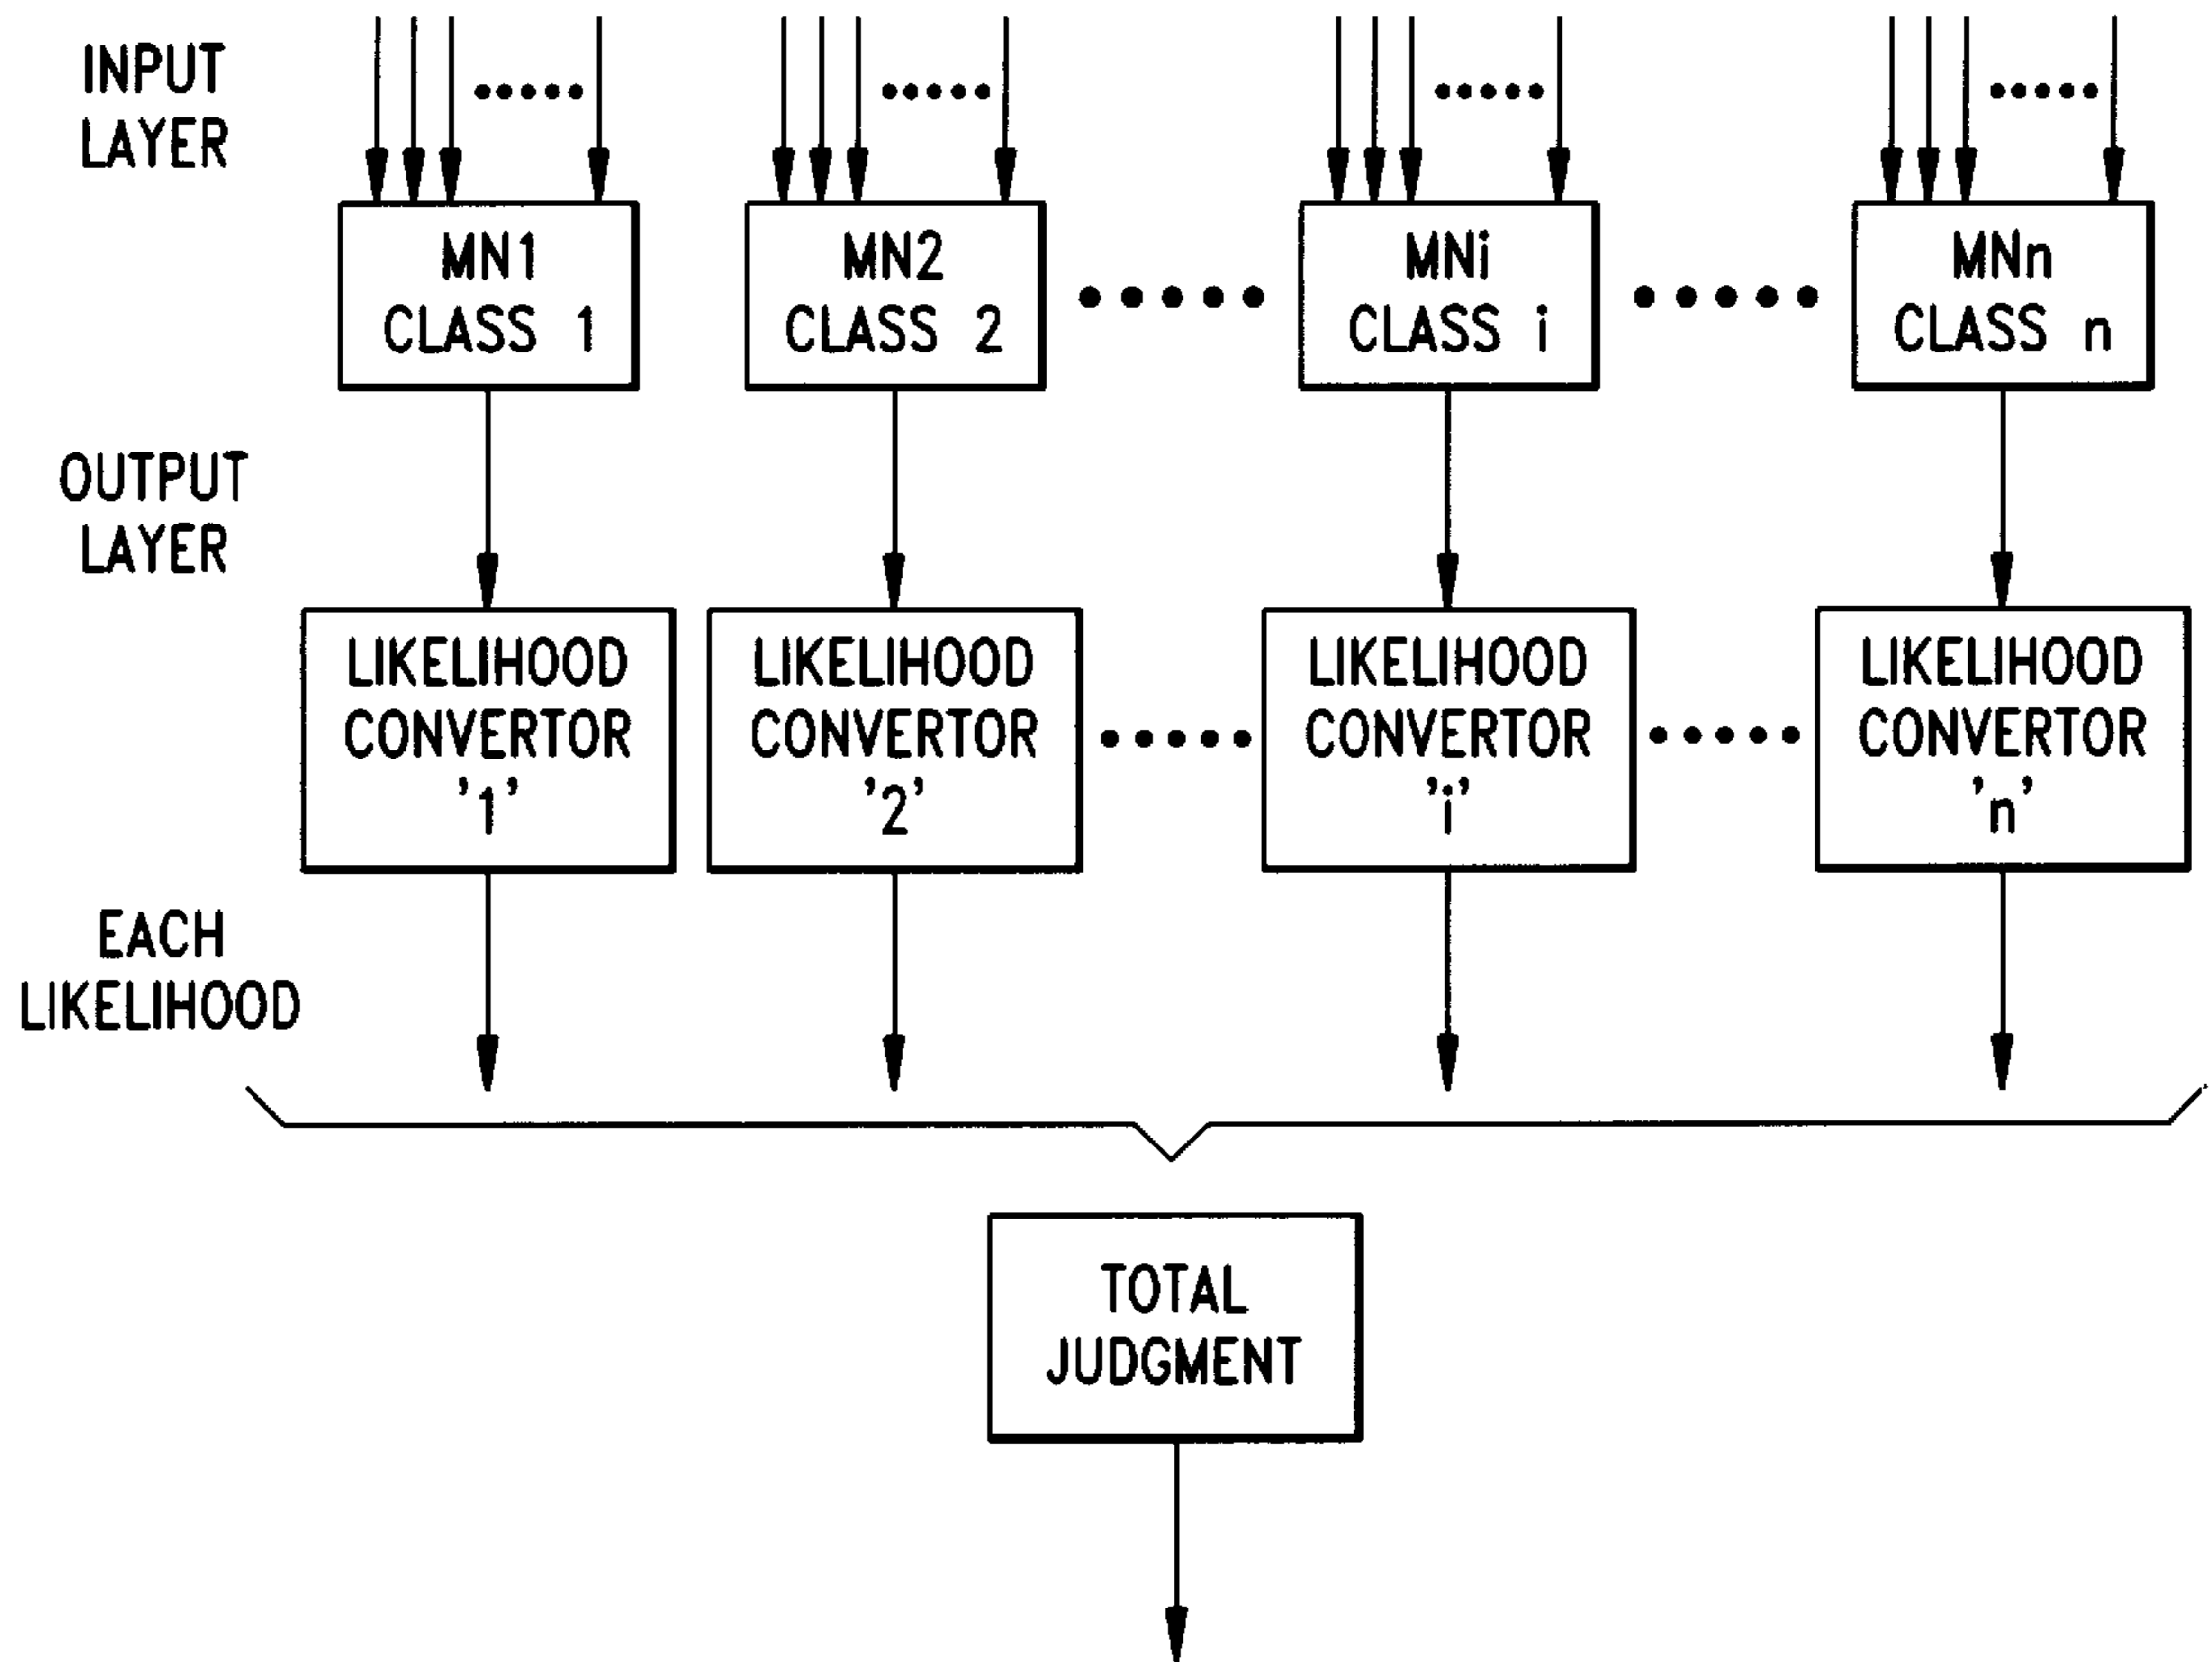 INPUT
LAYER
MN1
CLASS 1
MN2
CLASS 2
MNi
CLASS i
MNn
CLASS n
OUTPUT
LAYER
LIKELIHOOD
CONVERTOR
'1'
LIKELIHOOD
CONVERTOR
'2'
LIKELIHOOD
CONVERTOR
'i'
LIKELIHOOD
CONVERTOR
'n'
EACH
LIKELIHOOD
TOTAL
JUDGMENT